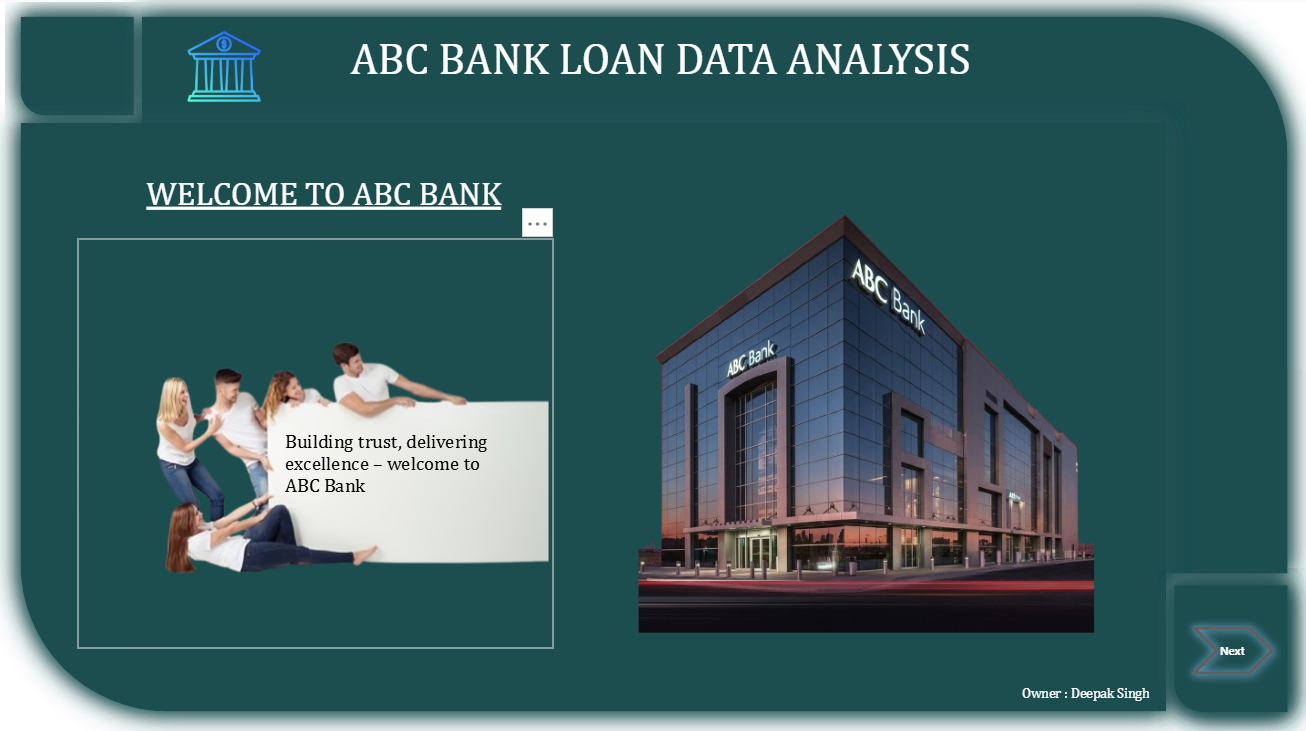 ABC BANK LOAN DATA ANALYSIS
WELCOME TO ABC BANK
Building trust, delivering
excellence – welcome to
ABC Bank
ABC Bank
ABC Bank
Next
Owner : Deepak Singh